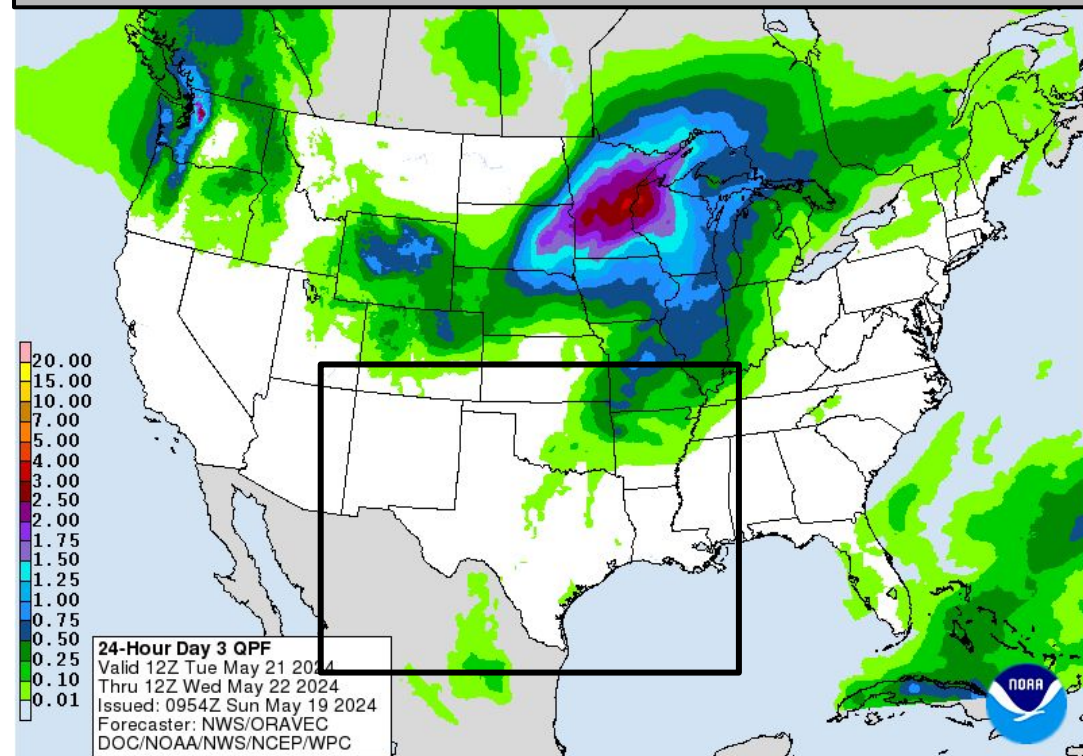 20.00
15.00
10.00
7.00
5.00
4.00
3.00
2.50
2.00
1.75
1.50
1.25
1.00
0.75
0.50
0.25
0.10
0.01
24-Hour Day 3 QPF
Valid 12Z Tue May 21 2024
Thru 12Z Wed May 22 2024
Issued: 0954Z Sun May 19 2024
Forecaster: NWS/ORAVEC
DOC/NOAA/NWS/NCEP/WPC
NOAA